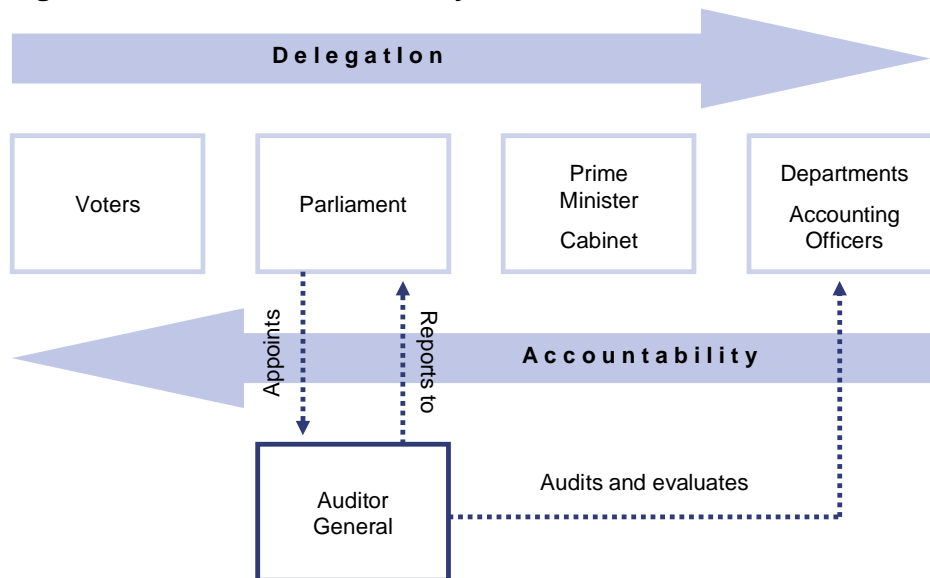 Delegation
Voters
Parliament
Prime
Minister
Cabinet
Departments
Accounting
Officers
Appoints
Reports to
Accountability
Auditor
General
Audits and evaluates